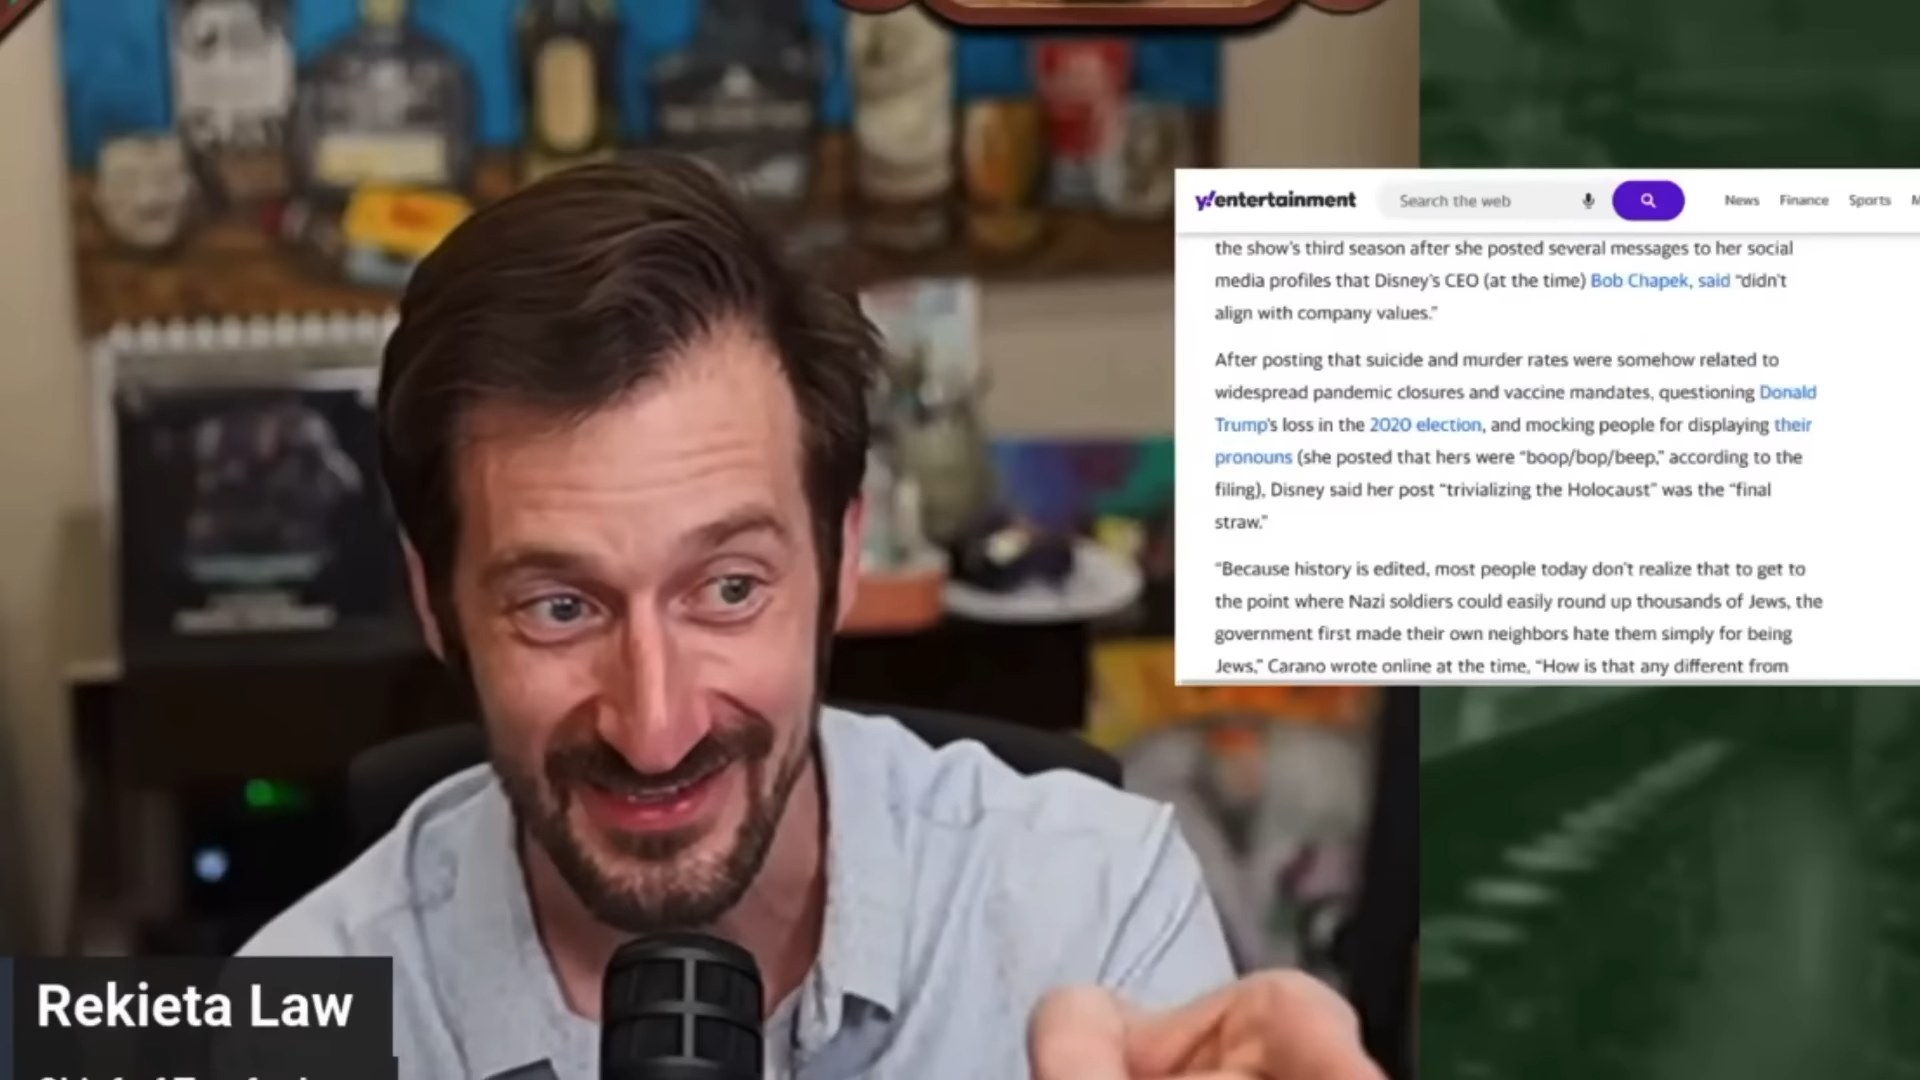 y!entertainment
Search the web
News Finance Sports
the show's third season after she posted several messages to her social
media profiles that Disney's CEO (at the time) Bob Chapek, said “didn't
align with company values.”
After posting that suicide and murder rates were somehow related to
widespread pandemic closures and vaccine mandates, questioning Donald
Trump's loss in the 2020 election, and mocking people for displaying their
pronouns (she posted that hers were “boop/bop/beep,” according to the
filing), Disney said her post “trivializing the Holocaust” was the “final
straw.”
“Because history is edited, most people today don't realize that to get to
the point where Nazi soldiers could easily round up thousands of Jews, the
government first made their own neighbors hate them simply for being
Jews,” Carano wrote online at the time, “How is that any different from
Rekieta Law